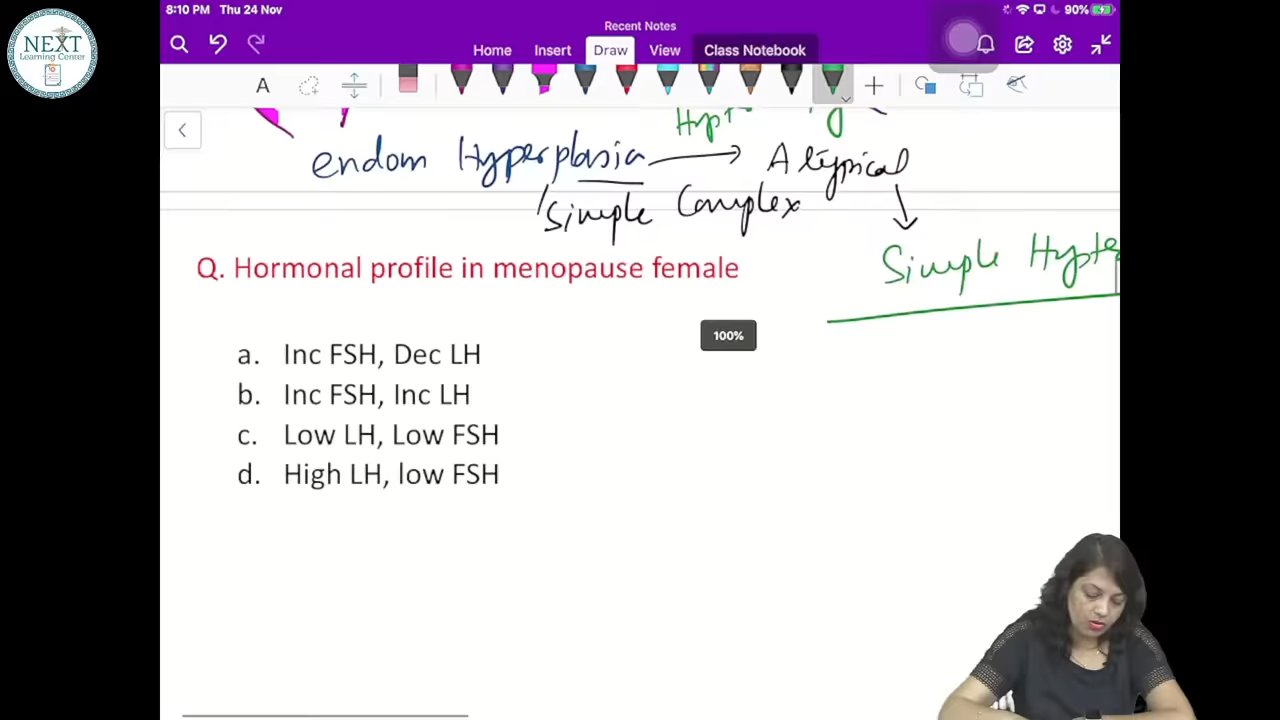 8:10 PM Thu 24 Nov
90%
NEXT
Learning Center
Recent Notes
Home Insert Draw View Class Notebook
A
endom Hyperplasia → Atypical
Simple Complex
Simple
Q. Hormonal profile in menopause female
100%
a. Inc FSH, Dec LH
b. Inc FSH, Inc LH
c. Low LH, Low FSH
d. High LH, low FSH